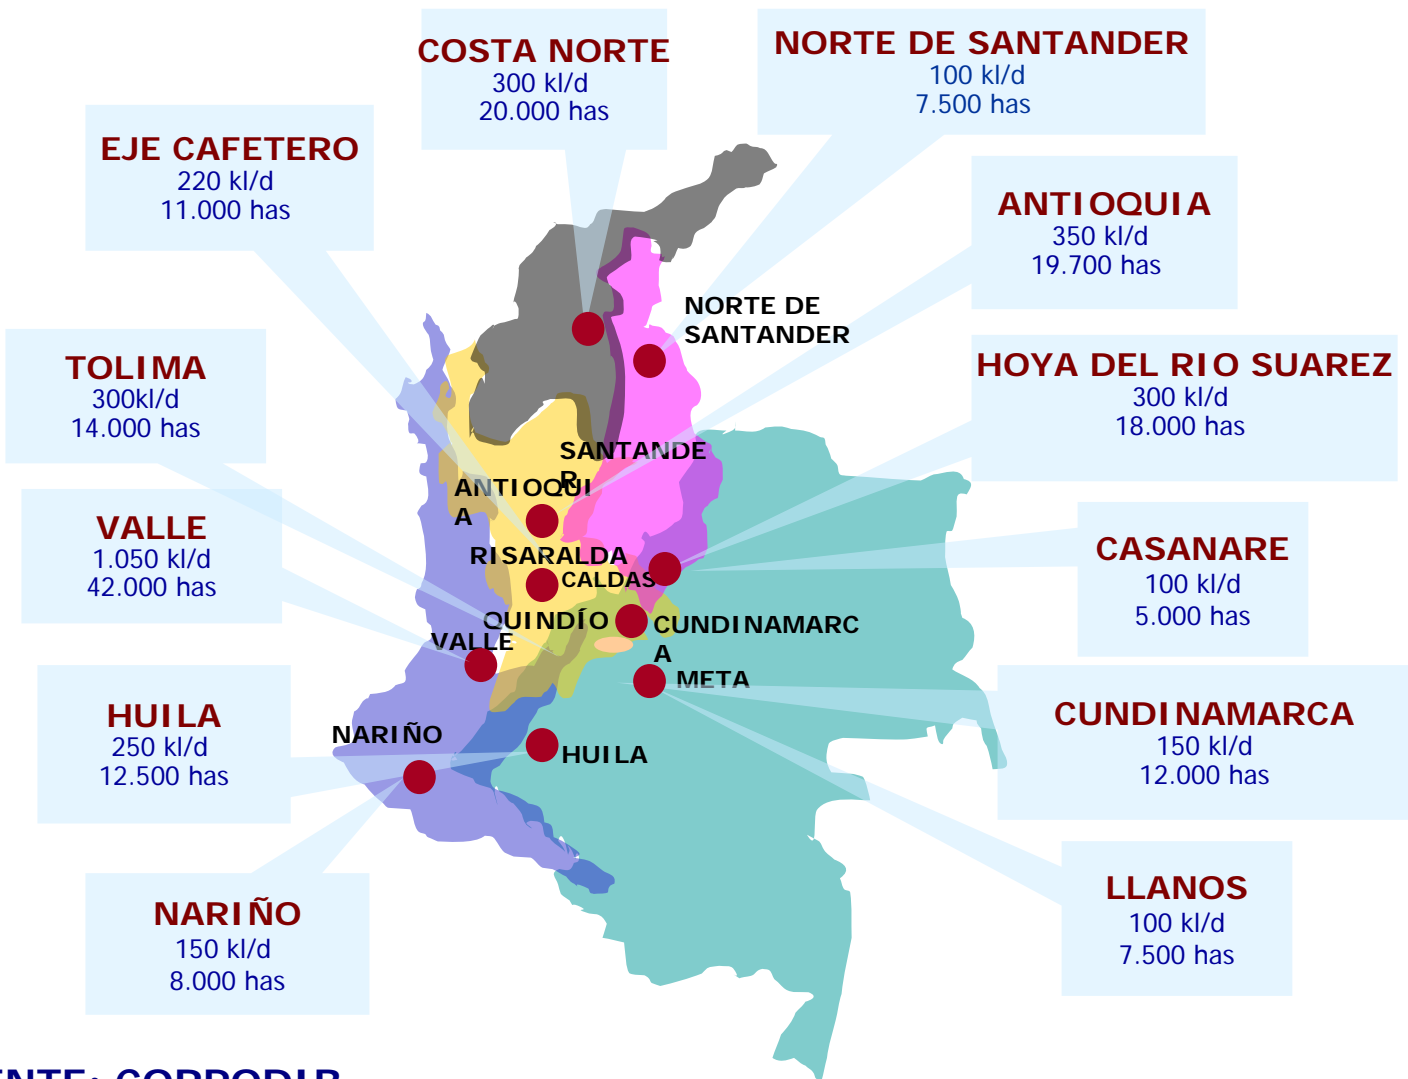 COSTA NORTE
300 kl/d
20.000 has
NORTE DE SANTANDER
100 kl/d
7.500 has
EJE CAFETERO
220 kl/d
11.000 has
ANTIOQUIA
350 kl/d
19.700 has
NORTE DE
SANTANDER
TOLIMA
300kl/d
14.000 has
HOYA DEL RIO SUAREZ
300 kl/d
18.000 has
SANTANDE
R
ANTIOQUI
A
VALLE
1.050 kl/d
42.000 has
RISARALDA
CALDAS
CASANARE
100 kl/d
5.000 has
QUINDÍO
CUNDINAMARC
A
VALLE
META
HUILA
250 kl/d
12.500 has
CUNDINAMARCA
150 kl/d
12.000 has
NARIÑO
HUILA
LLANOS
100 kl/d
7.500 has
NARIÑO
150 kl/d
8.000 has
ENTE: CORPODIB